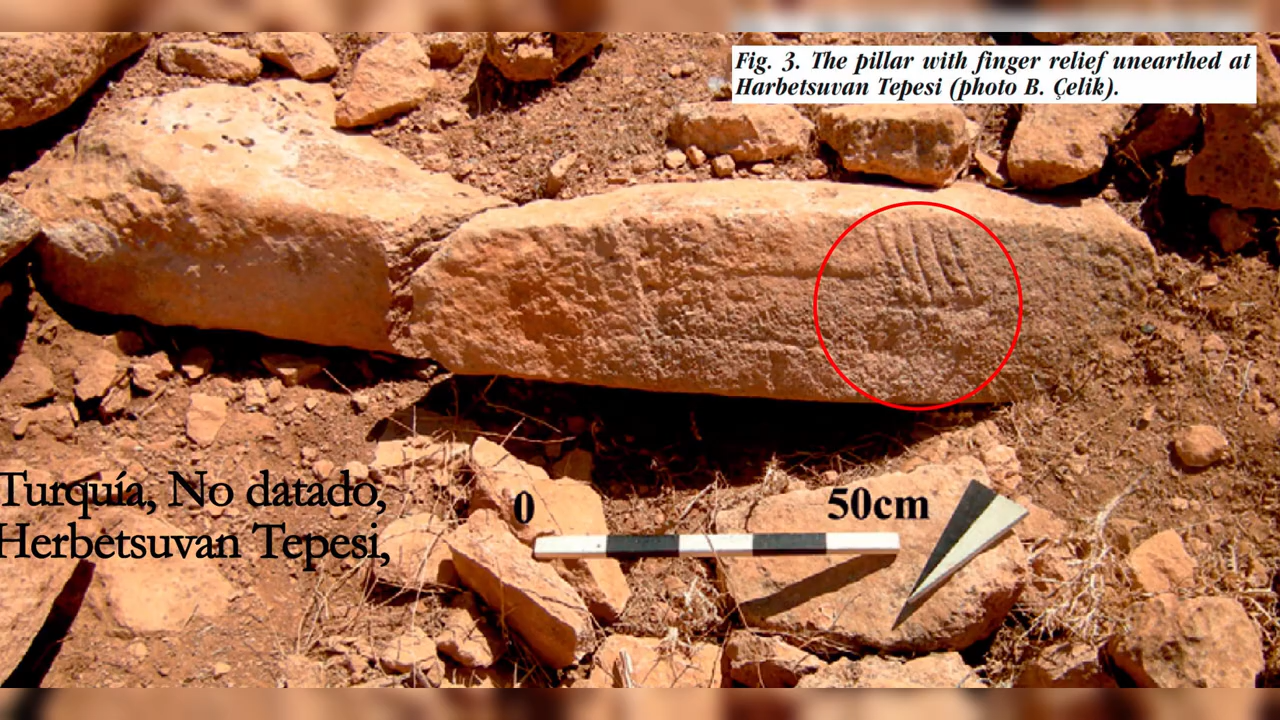 Fig. 3. The pillar with finger relief unearthed at
Harbetsuvan Tepesi (photo B. Çelik).
Turquía, No datado,
Herbetsuvan Tepesi,
0
50cm